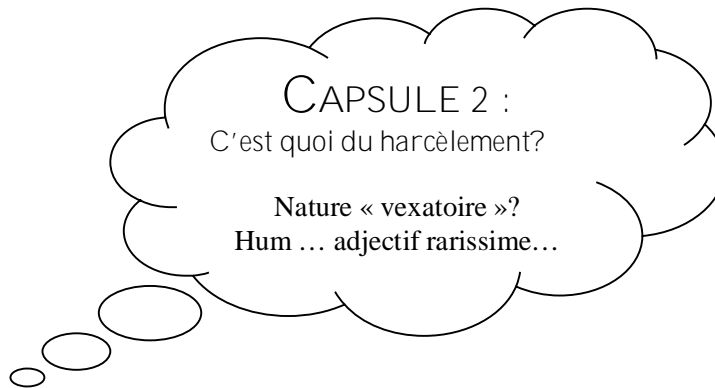 CAPSULE 2 :
C’est quoi du harcèlement?
Nature « vexatoire »?
Hum … adjectif rarissime…